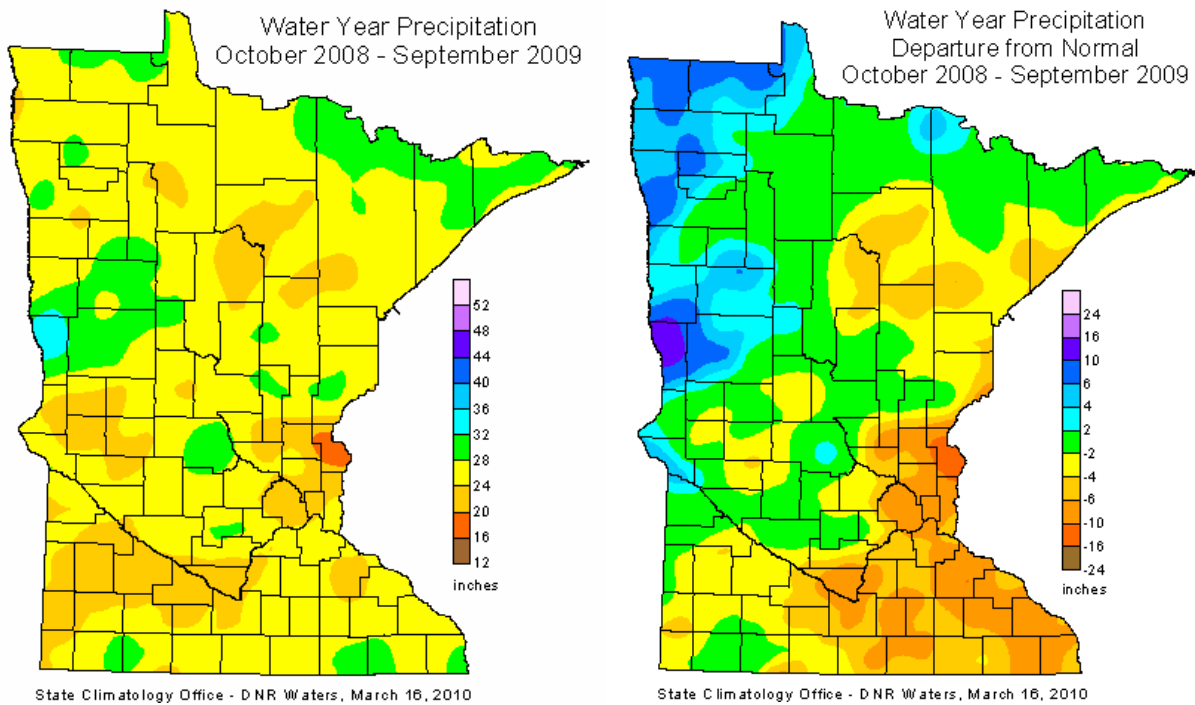 Water Year Precipitation
October 2008 - September 2009
52
48
44
40
36
32
28
24
20
16
12
inches
State Climatology Office - DNR Waters, March 16, 2010
Water Year Precipitation
Departure from Normal
October 2008 - September 2009
24
16
10
6
4
2
-2
-4
-6
-10
-16
-24
inches
State Climatology Office - DNR Waters, March 16, 2010